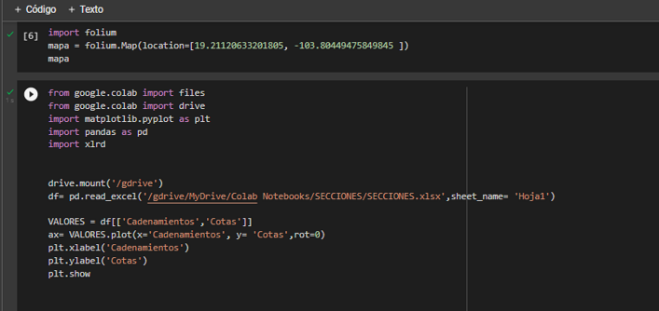 + Código + Texto
[6] import folium
mapa = folium.Map(location=[19.21120633201805, -103.80449475849845 ])
mapa
from google.colab import files
from google.colab import drive
import matplotlib.pyplot as plt
import pandas as pd
import xlrd
drive.mount('/gdrive')
df= pd.read_excel('/gdrive/MyDrive/Colab Notebooks/SECCIONES/SECCIONES.xlsx',sheet_name= 'Hoja1')
VALORES = df[['Cadenamientos','Cotas']]
ax= VALORES.plot(x='Cadenamientos', y= 'Cotas',rot=0)
plt.xlabel('Cadenamientos')
plt.ylabel('Cotas')
plt.show